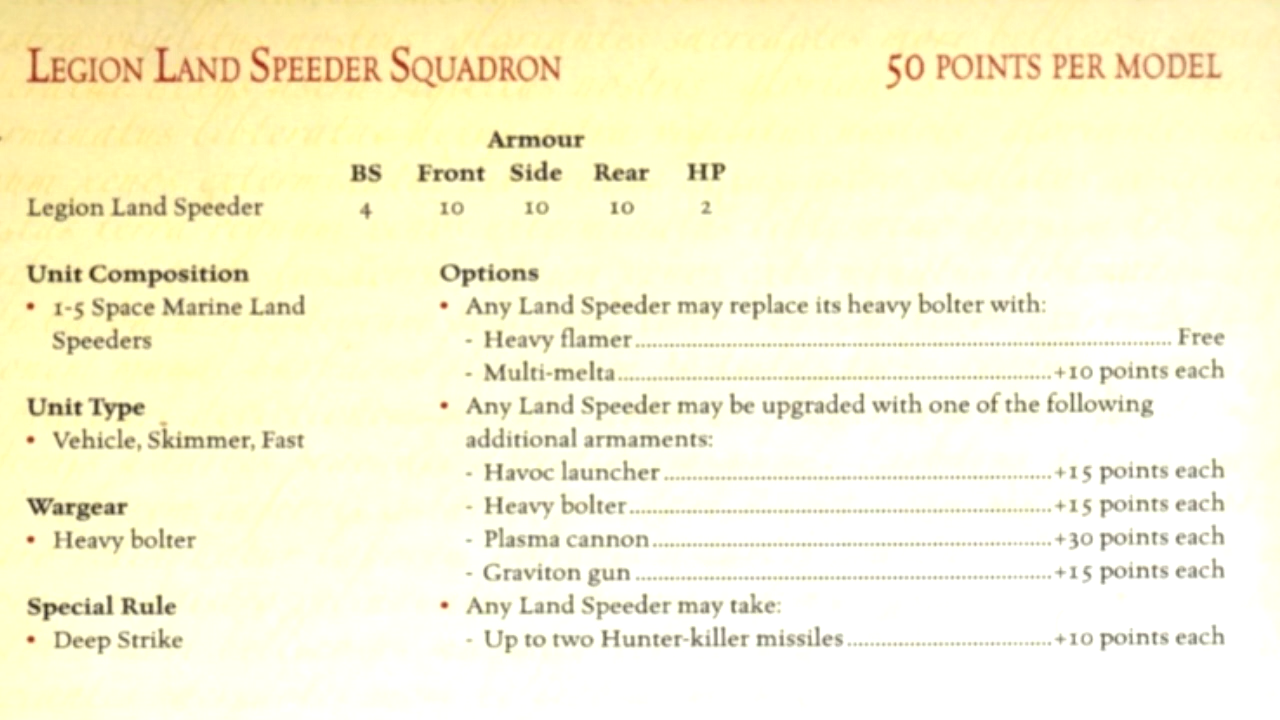 LEGION LAND SPEEDER SQUADRON 50 POINTS PER MODEL
Armour
BS Front Side Rear HP
Legion Land Speeder 4 10 10 10 2
Unit Composition
• 1-5 Space Marine Land
Speeders
Unit Type
• Vehicle, Skimmer, Fast
Wargear
• Heavy bolter
Special Rule
• Deep Strike
Options
• Any Land Speeder may replace its heavy bolter with:
- Heavy flamer Free
- Multi-melta +10 points each
• Any Land Speeder may be upgraded with one of the following
additional armaments:
- Havoc launcher +15 points each
- Heavy bolter +15 points each
- Plasma cannon +30 points each
- Graviton gun +15 points each
• Any Land Speeder may take:
- Up to two Hunter-killer missiles +10 points each